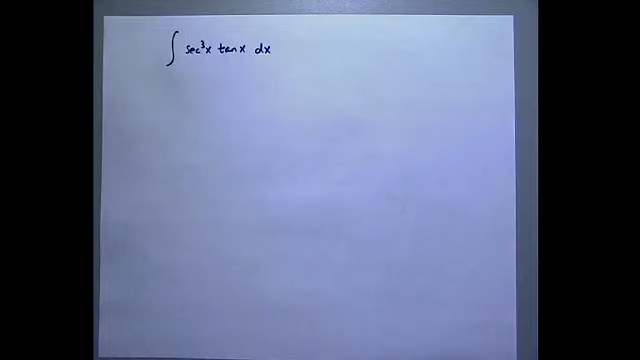 ∫ sec³x tan x dx